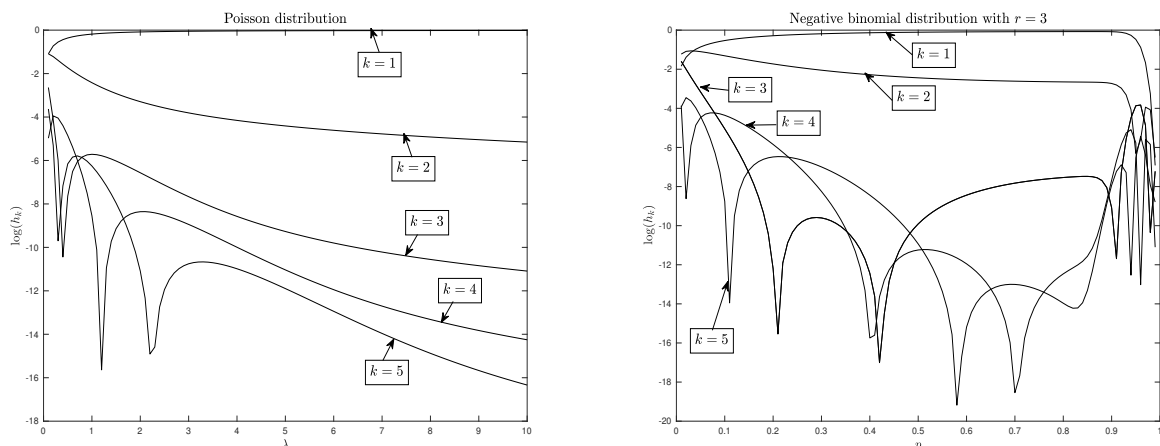 Poisson distribution
0
-2
-4
-6
-8
-10
-12
-14
-16
-18
log(h_k)
k = 1
k = 2
k = 3
k = 4
k = 5
0 1 2 3 4 5 6 7 8 9 10
λ
Negative binomial distribution with r = 3
0
-2
-4
-6
-8
-10
-12
-14
-16
-18
-20
log(h_k)
k = 1
k = 2
k = 3
k = 4
k = 5
0 0.1 0.2 0.3 0.4 0.5 0.6 0.7 0.8 0.9 1